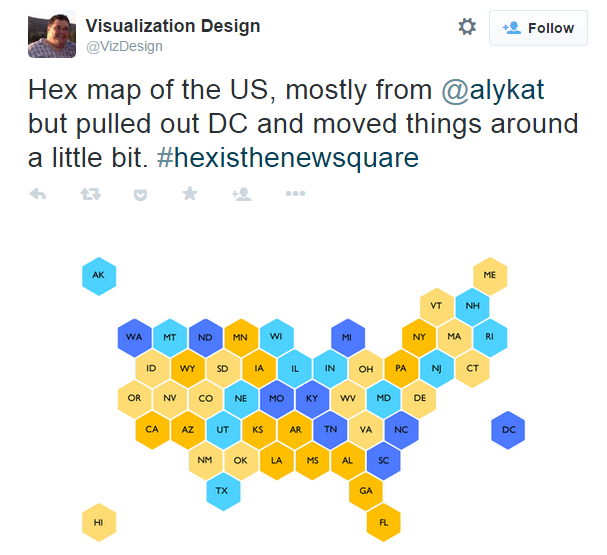 Visualization Design
@VizDesign
Follow
Hex map of the US, mostly from @alykat
but pulled out DC and moved things around
a little bit. #hexisthenewsquare
AK ME
VT NH
WA MT ND MN WI MI NY MA RI
ID WY SD IA IL IN OH PA NJ CT
OR NV CO NE MO KY WV MD DE
CA AZ UT KS AR TN VA NC DC
NM OK LA MS AL SC
TX GA
HI FL